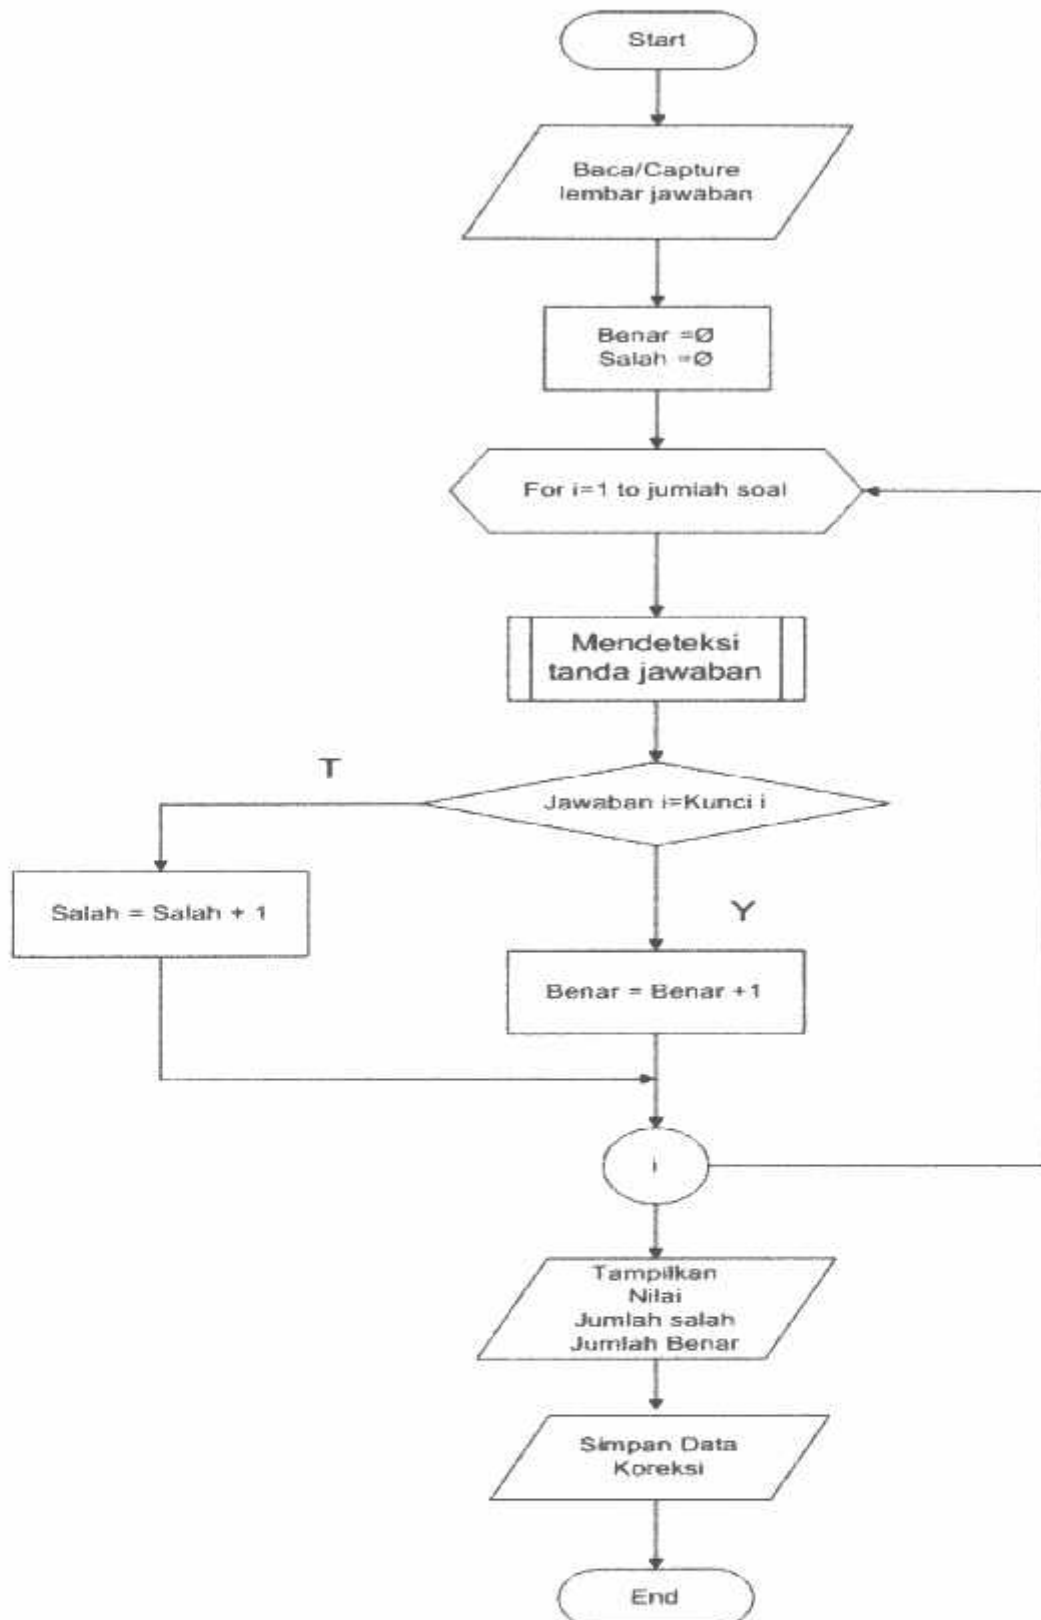 Start
Baca/Capture
lembar jawaban
Benar =Ø
Salah =Ø
For i=1 to jumlah soal
Mendeteksi
tanda jawaban
T
Jawaban i=Kunci i
Salah = Salah + 1
Y
Benar = Benar +1
i
Tampilkan
Nilai
Jumlah salah
Jumlah Benar
Simpan Data
Koreksi
End